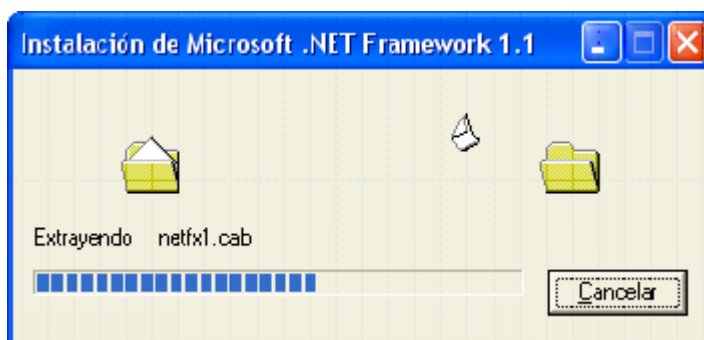 Instalación de Microsoft .NET Framework 1.1
Extrayendo netfx1.cab
Cancelar